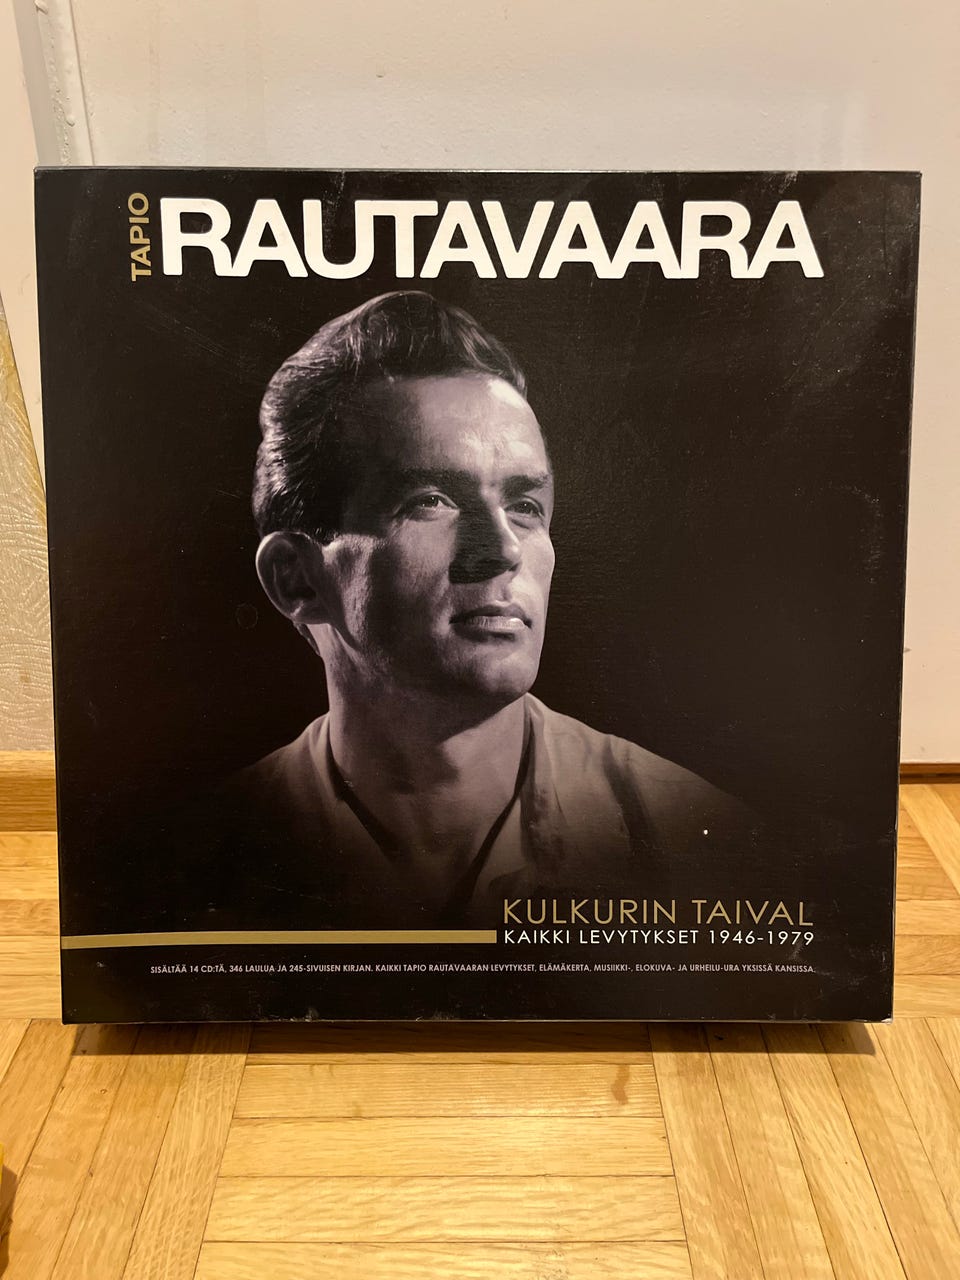 TAPIO
RAUTAVAARA
KULKURIN TAIVAL
KAIKKI LEVYTYKSET 1946-1979
SISÄLTÄÄ 14 CD:TÄ, 346 LAULUA JA 245-SIVUISEN KIRJAN. KAIKKI TAPIO RAUTAVAARAN LEVYTYKSET, ELÄMÄKERTA, MUSIIKKI-, ELOKUVA- JA URHEILU-URA YKSISSÄ KANSISSA.